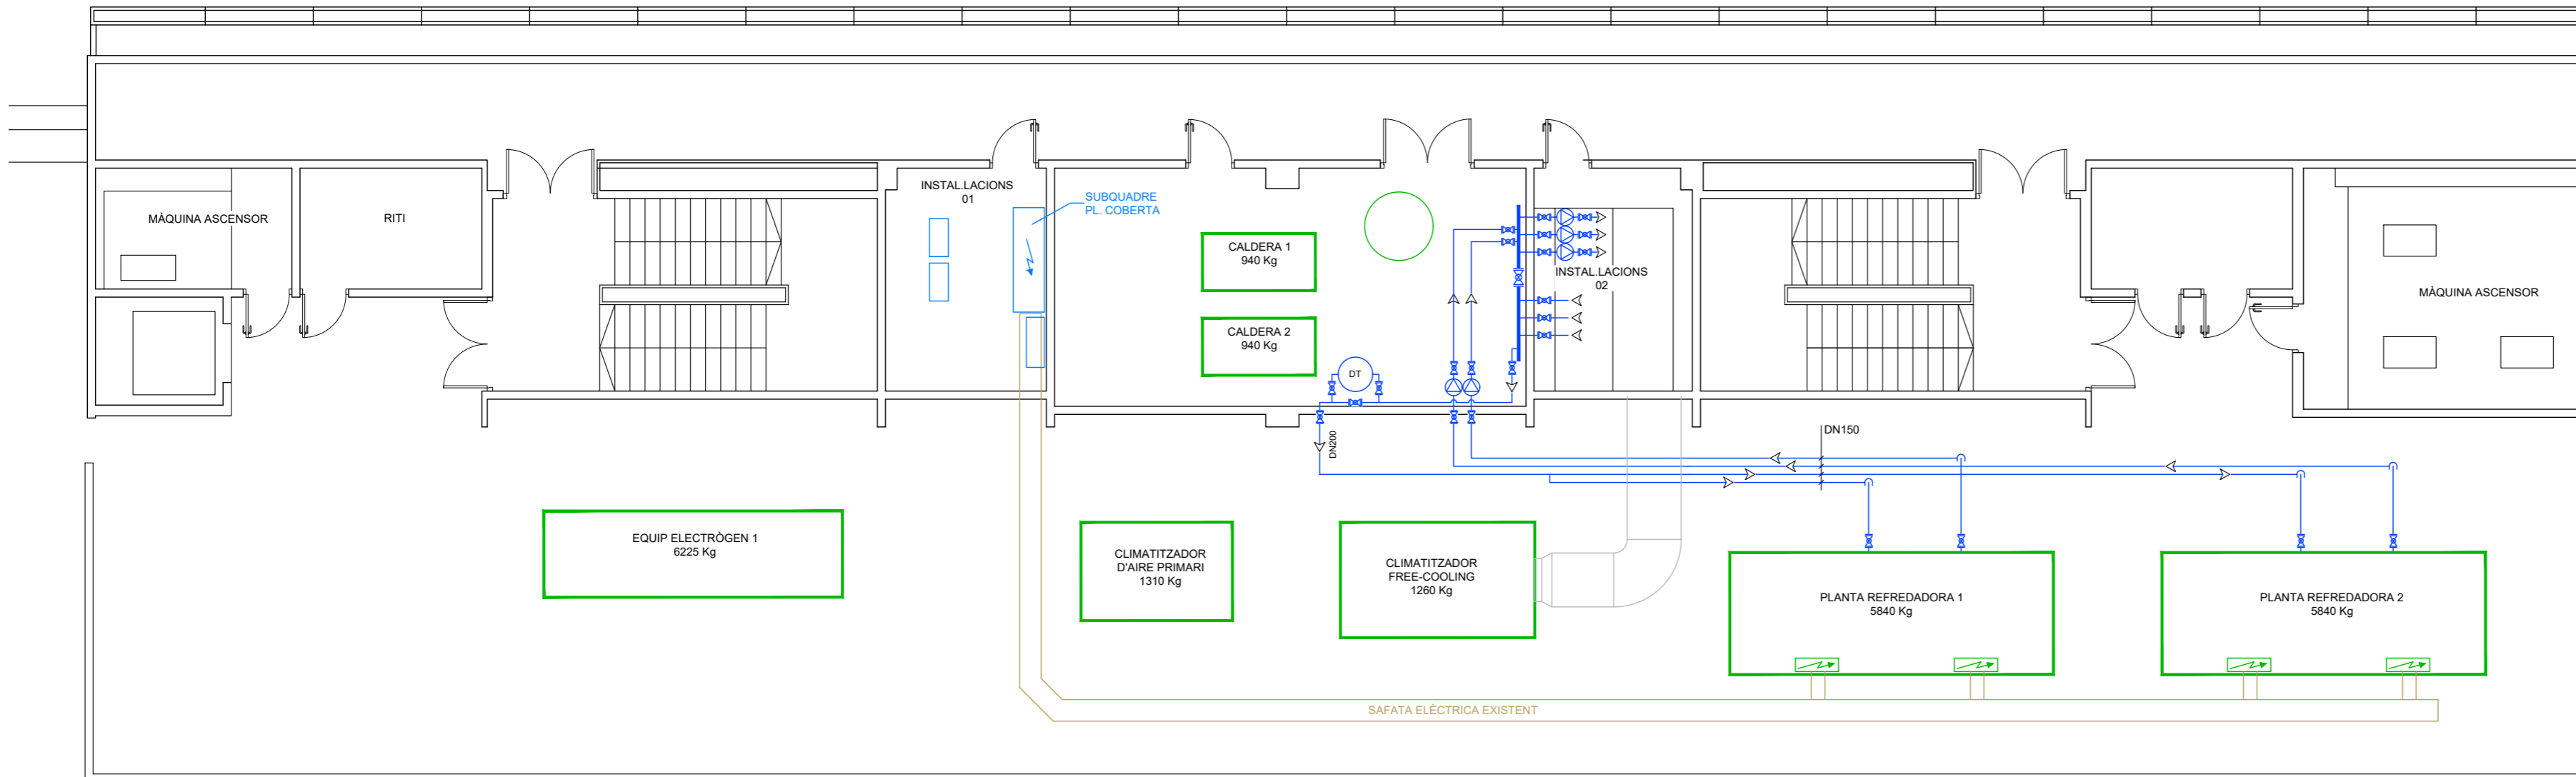 MÀQUINA ASCENSOR
RITI
INSTAL.LACIONS
01
SUBQUADRE
PL. COBERTA
CALDERA 1
940 Kg
CALDERA 2
940 Kg
DT
INSTAL.LACIONS
02
MÀQUINA ASCENSOR
DN200
DN150
EQUIP ELECTRÒGEN 1
6225 Kg
CLIMATITZADOR
D'AIRE PRIMARI
1310 Kg
CLIMATITZADOR
FREE-COOLING
1260 Kg
PLANTA REFREDADORA 1
5840 Kg
PLANTA REFREDADORA 2
5840 Kg
SAFATA ELÈCTRICA EXISTENT